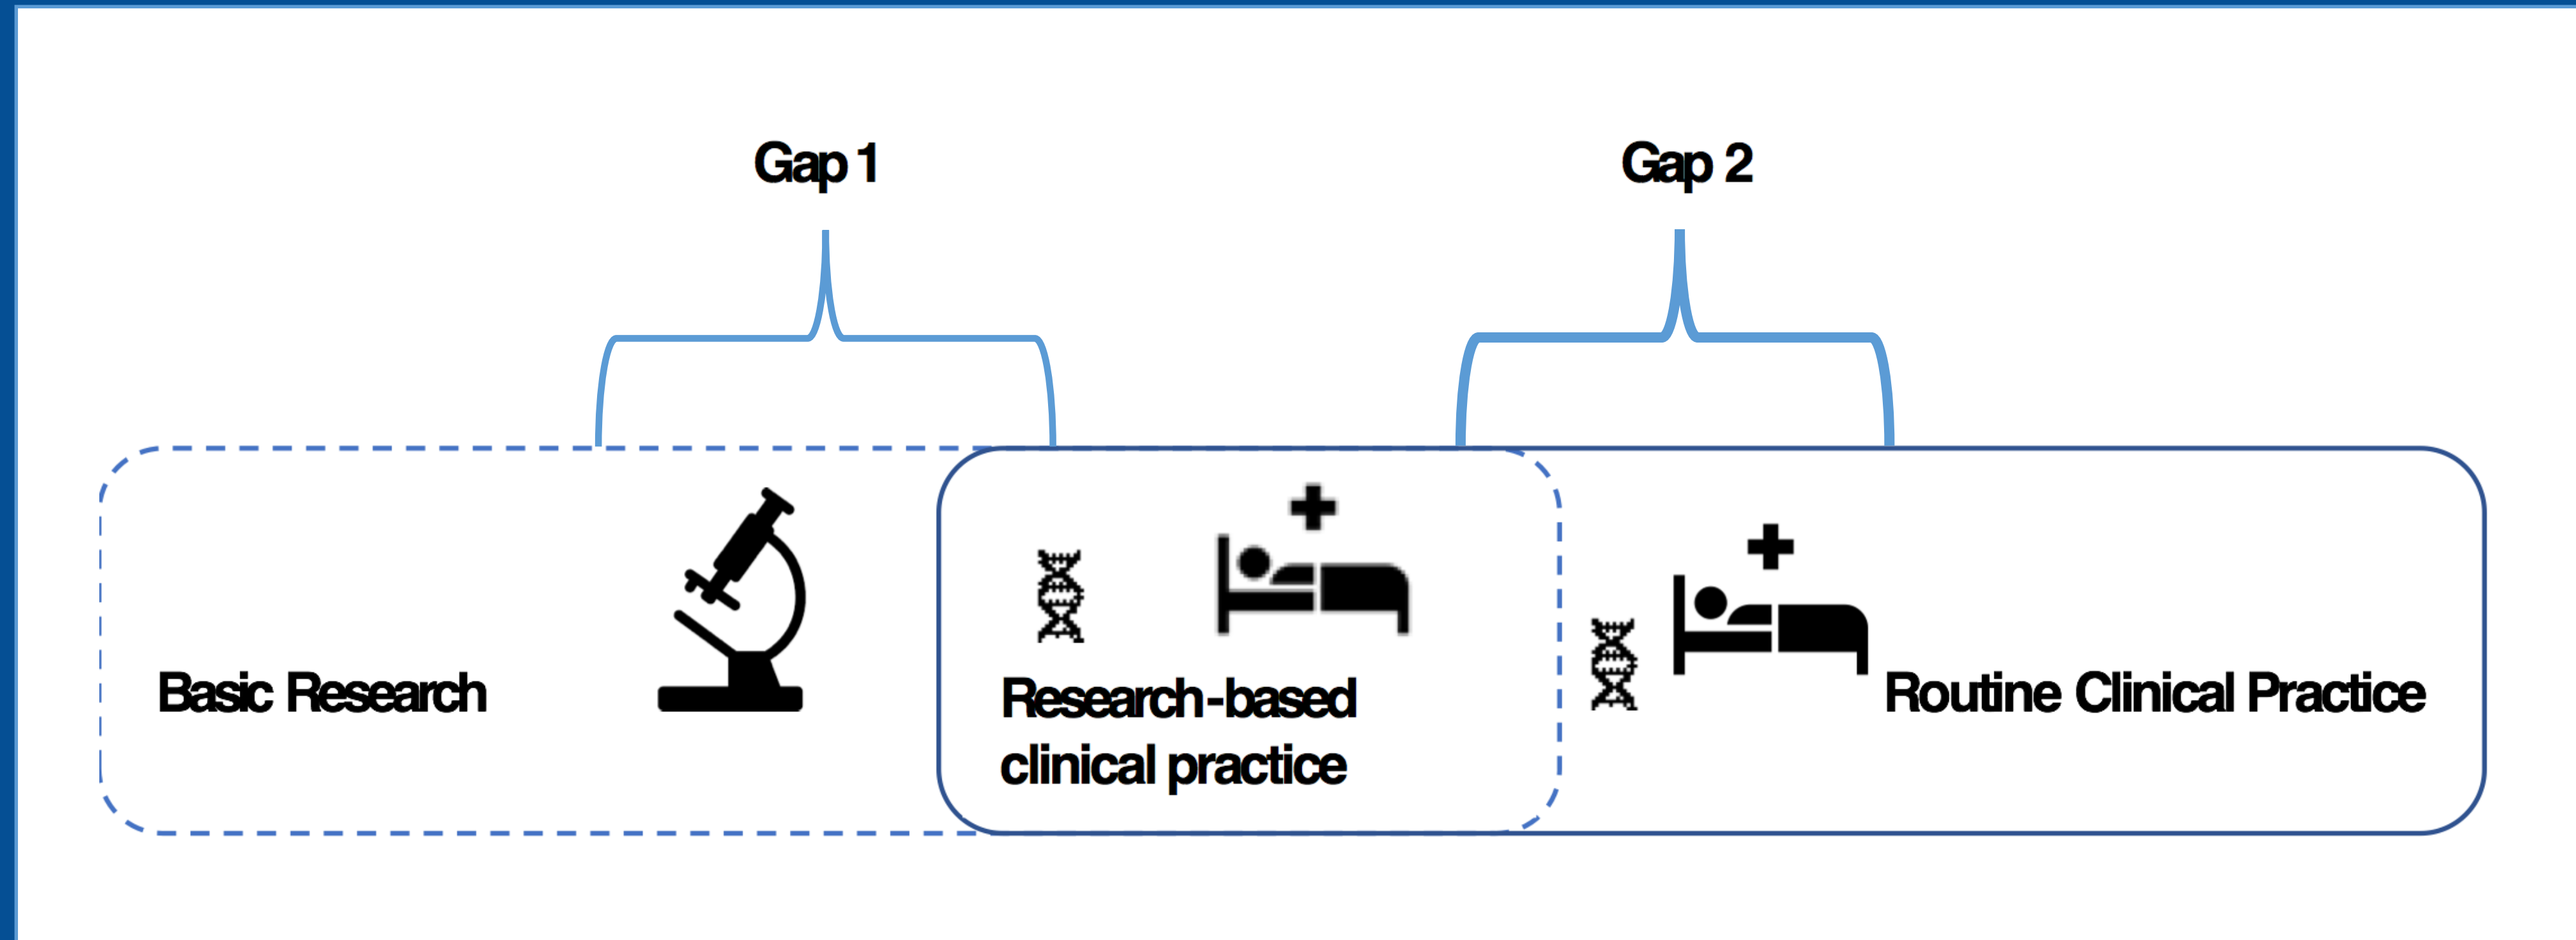 Gap 1
Gap 2
Basic Research
Research-based
clinical practice
Routine Clinical Practice